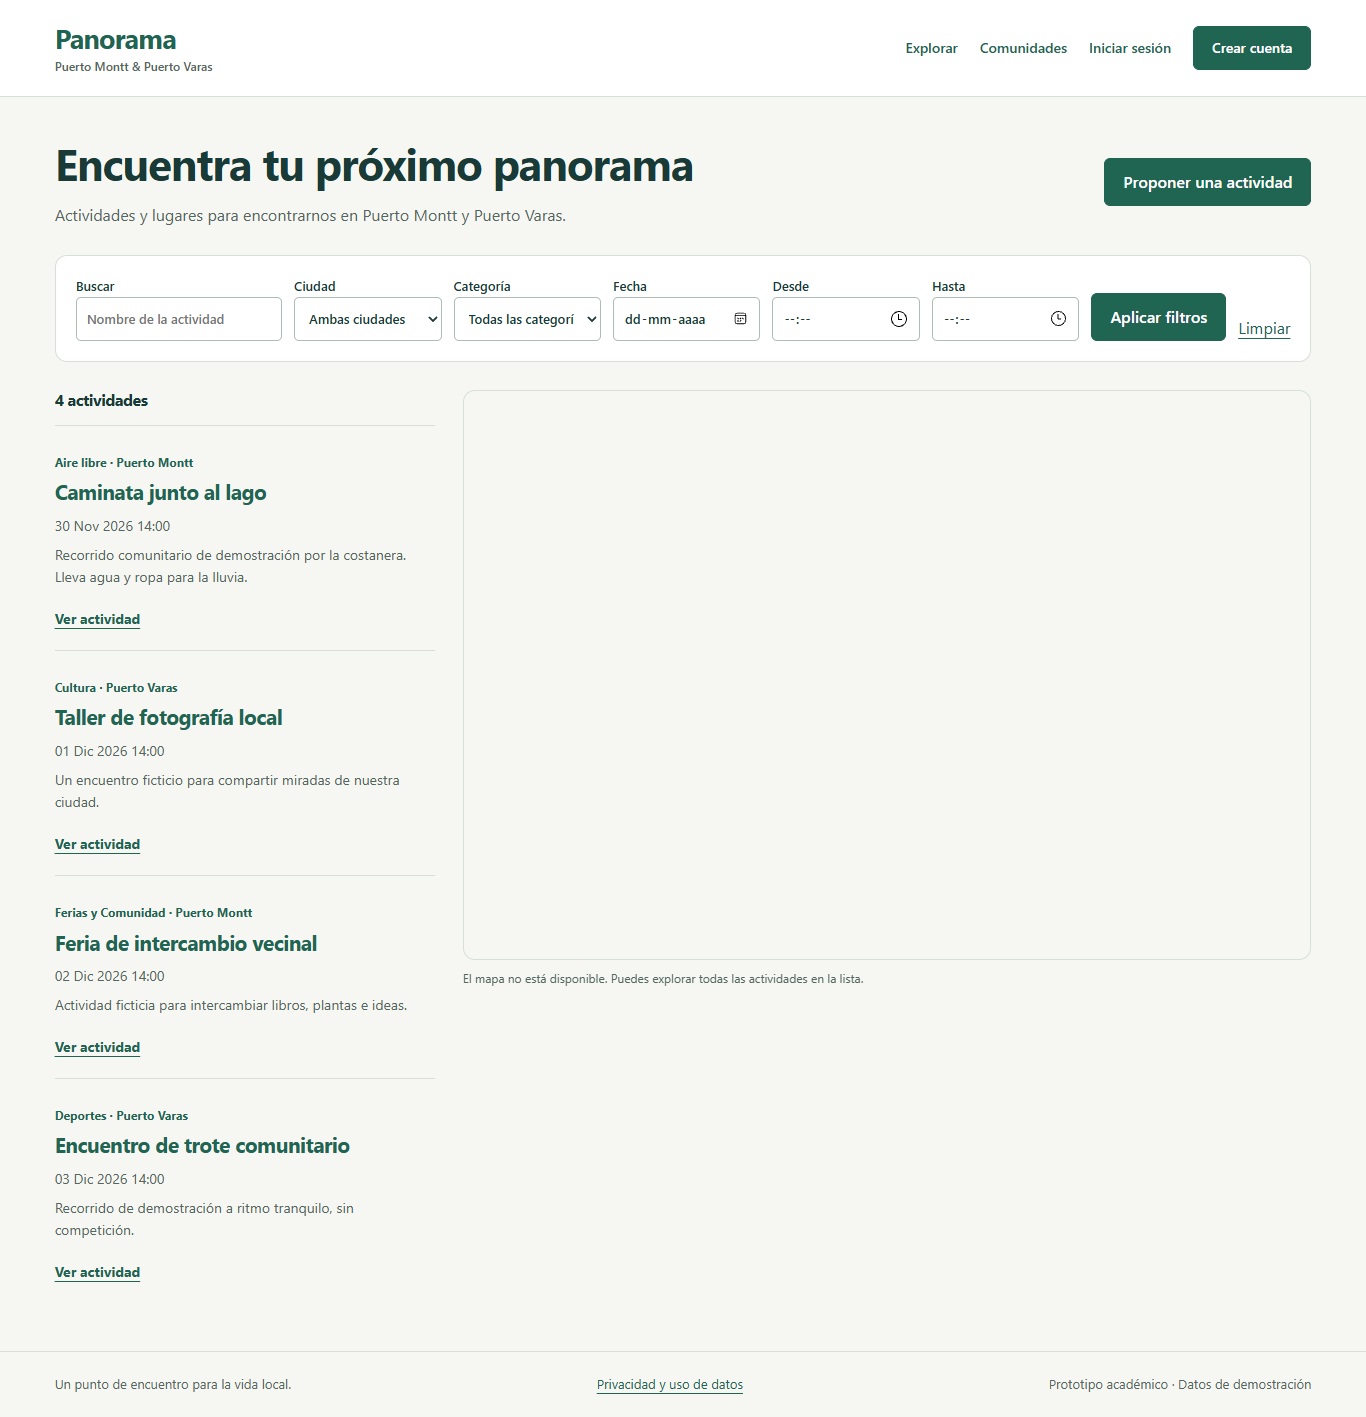 Panorama
Puerto Montt & Puerto Varas
Explorar
Comunidades
Iniciar sesión
Crear cuenta
Encuentra tu próximo panorama
Actividades y lugares para encontrarnos en Puerto Montt y Puerto Varas.
Proponer una actividad
Buscar
Nombre de la actividad
Ciudad
Ambas ciudades
Categoría
Todas las categorí
Fecha
dd-mm-aaaa
Desde
--:--
Hasta
--:--
Aplicar filtros
Limpiar
4 actividades
Aire libre · Puerto Montt
Caminata junto al lago
30 Nov 2026 14:00
Recorrido comunitario de demostración por la costanera.
Lleva agua y ropa para la lluvia.
Ver actividad
Cultura · Puerto Varas
Taller de fotografía local
01 Dic 2026 14:00
Un encuentro ficticio para compartir miradas de nuestra
ciudad.
Ver actividad
Ferias y Comunidad · Puerto Montt
Feria de intercambio vecinal
02 Dic 2026 14:00
Actividad ficticia para intercambiar libros, plantas e ideas.
Ver actividad
Deportes · Puerto Varas
Encuentro de trote comunitario
03 Dic 2026 14:00
Recorrido de demostración a ritmo tranquilo, sin
competición.
Ver actividad
El mapa no está disponible. Puedes explorar todas las actividades en la lista.
Un punto de encuentro para la vida local.
Privacidad y uso de datos
Prototipo académico · Datos de demostración